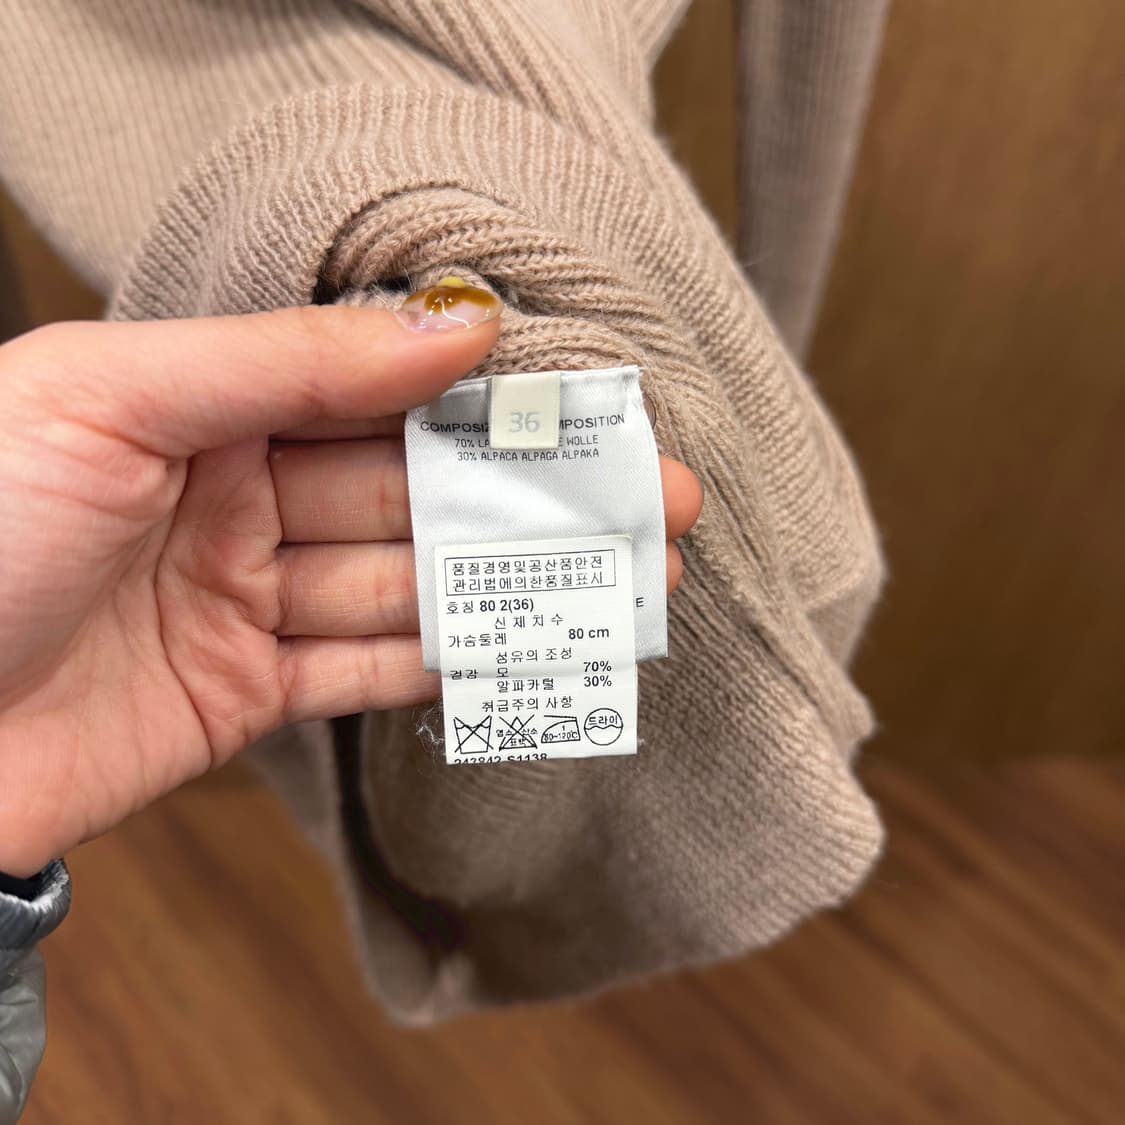 36
MPOSITION
70% WOLLE
30% ALPACA ALPAGA ALPAKA
품질경영및공산품안전
관리법에의한품질표시
E
호칭 80 2(36)
신 제 치 수
가슴둘레 80 cm
섬유의 조성
겉감 모 70%
알파카털 30%
취급주의 사항
80~120℃ 드라이